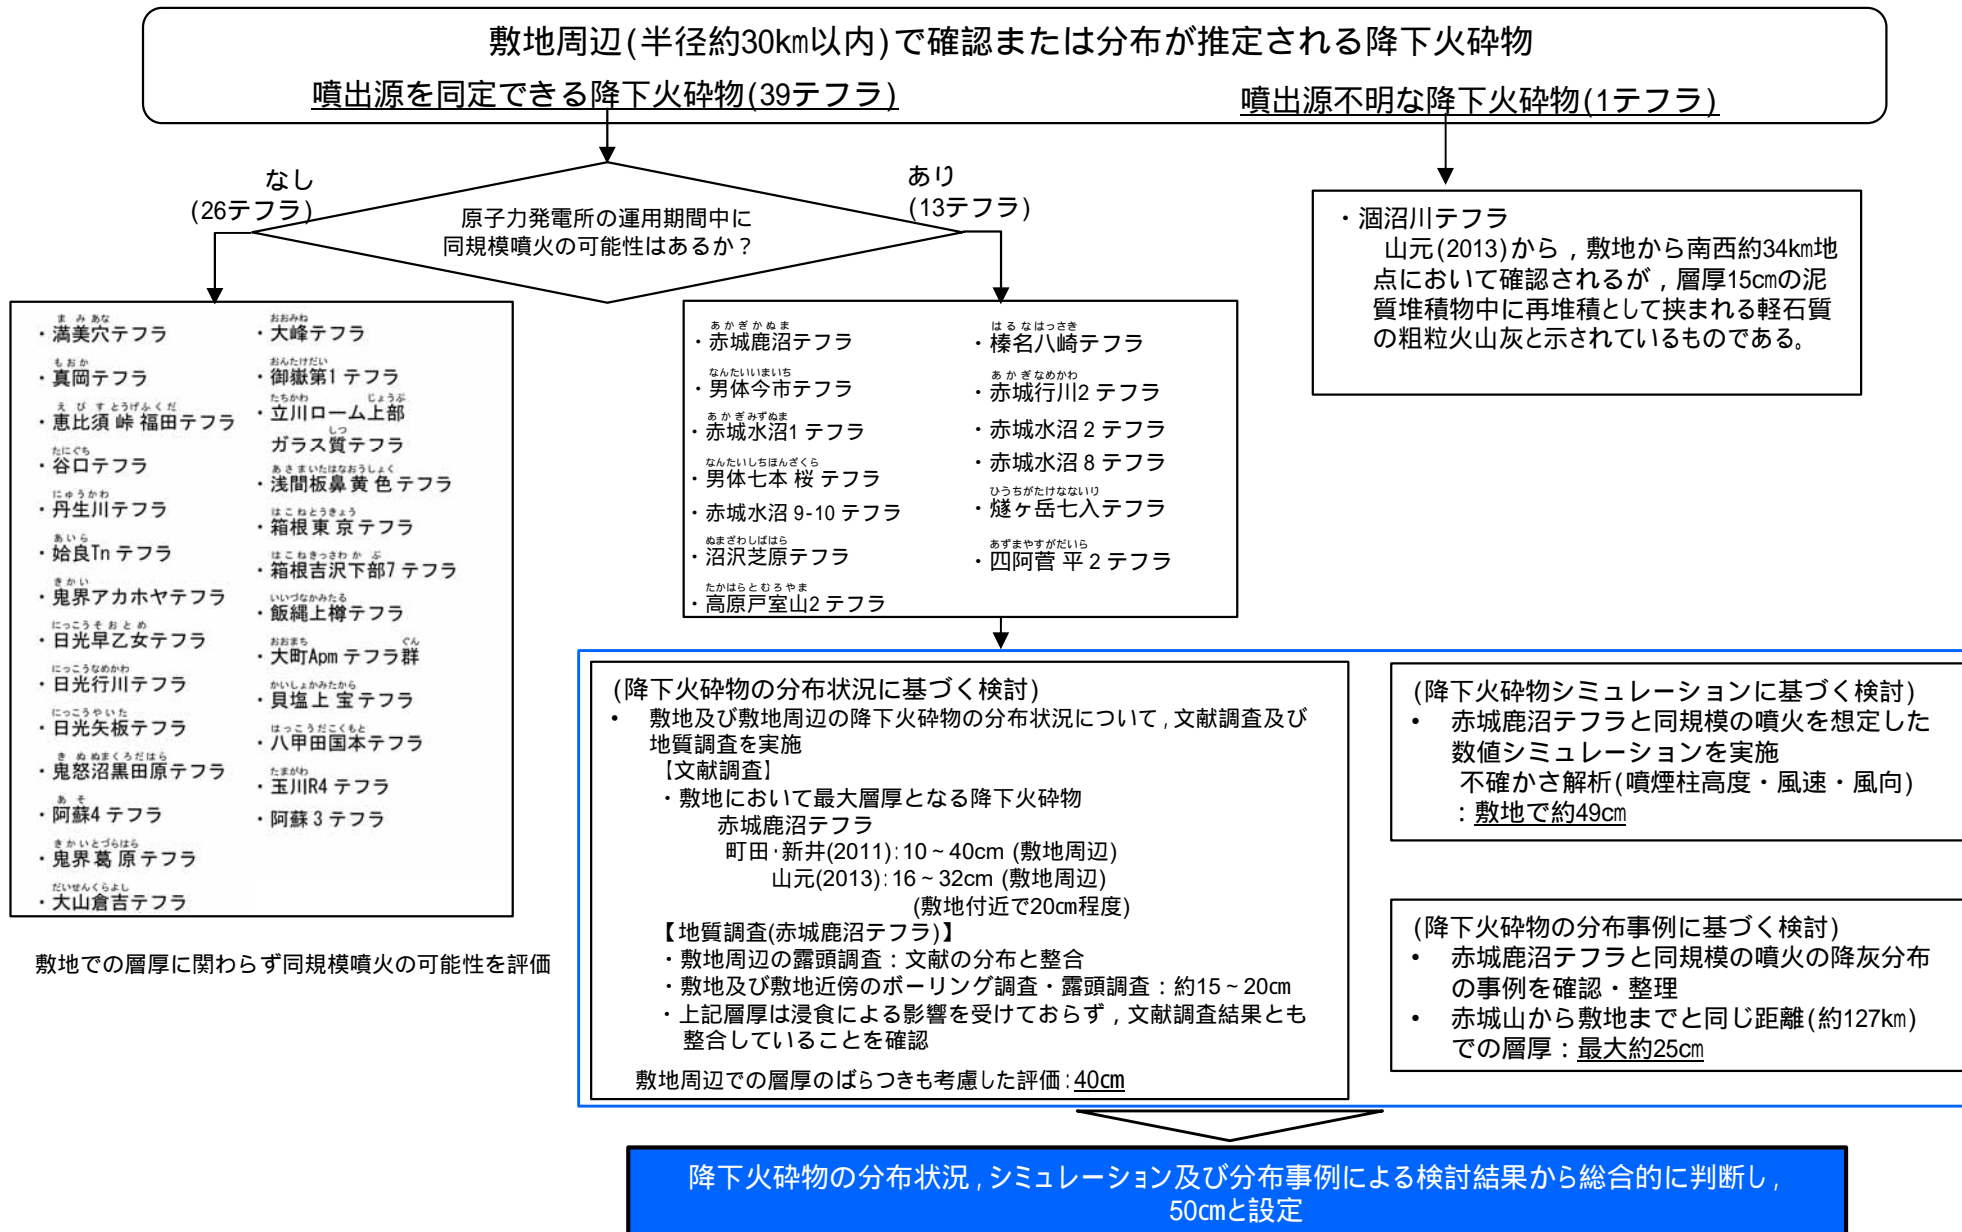 敷地周辺(半径約30km以内)で確認または分布が推定される降下火砕物
噴出源を同定できる降下火砕物(39テフラ)
噴出源不明な降下火砕物(1テフラ)
なし
(26テフラ)
原子力発電所の運用期間中に
同規模噴火の可能性はあるか？
あり
(13テフラ)
・満美穴テフラ
・真岡テフラ
・恵比須峠福田テフラ
・谷口テフラ
・丹生川テフラ
・姶良Tn テフラ
・鬼界アカホヤテフラ
・日光早乙女テフラ
・日光行川テフラ
・日光矢板テフラ
・鬼怒沼黒田原テフラ
・阿蘇4 テフラ
・鬼界葛原テフラ
・大山倉吉テフラ
・大峰テフラ
・御嶽第1 テフラ
・立川ローム上部
ガラス質テフラ
・浅間板鼻黄色テフラ
・箱根東京テフラ
・箱根吉沢下部7 テフラ
・飯縄上樽テフラ
・大町Apm テフラ群
・貝塩上宝テフラ
・八甲田国本テフラ
・玉川R4 テフラ
・阿蘇 3 テフラ
敷地での層厚に関わらず同規模噴火の可能性を評価
・赤城鹿沼テフラ
・男体今市テフラ
・赤城水沼1 テフラ
・男体七本桜 テフラ
・赤城水沼 9-10 テフラ
・沼沢芝原テフラ
・高原戸室山2 テフラ
・榛名八崎テフラ
・赤城行川2 テフラ
・赤城水沼 2 テフラ
・赤城水沼 8 テフラ
・燧ヶ岳七入テフラ
・四阿菅平 2 テフラ
・涸沼川テフラ
山元(2013)から，敷地から南西約34km地
点において確認されるが，層厚15cmの泥
質堆積物中に再堆積として挟まれる軽石質
の粗粒火山灰と示されているものである。
(降下火砕物の分布状況に基づく検討)
• 敷地及び敷地周辺の降下火砕物の分布状況について，文献調査及び
地質調査を実施
【文献調査】
・敷地において最大層厚となる降下火砕物
赤城鹿沼テフラ
町田・新井(2011)：10～40cm (敷地周辺)
山元(2013)：16～32cm (敷地周辺)
(敷地付近で20cm程度)
【地質調査(赤城鹿沼テフラ)】
・敷地周辺の露頭調査：文献の分布と整合
・敷地及び敷地近傍のボーリング調査・露頭調査：約15～20cm
・上記層厚は浸食による影響を受けておらず，文献調査結果とも
整合していることを確認
敷地周辺での層厚のばらつきも考慮した評価：40cm
(降下火砕物シミュレーションに基づく検討)
• 赤城鹿沼テフラと同規模の噴火を想定した
数値シミュレーションを実施
不確かさ解析(噴煙柱高度・風速・風向)
：敷地で約49cm
(降下火砕物の分布事例に基づく検討)
• 赤城鹿沼テフラと同規模の噴火の降灰分布
の事例を確認・整理
• 赤城山から敷地までと同じ距離(約127km)
での層厚：最大約25cm
降下火砕物の分布状況，シミュレーション及び分布事例による検討結果から総合的に判断し，
50cmと設定